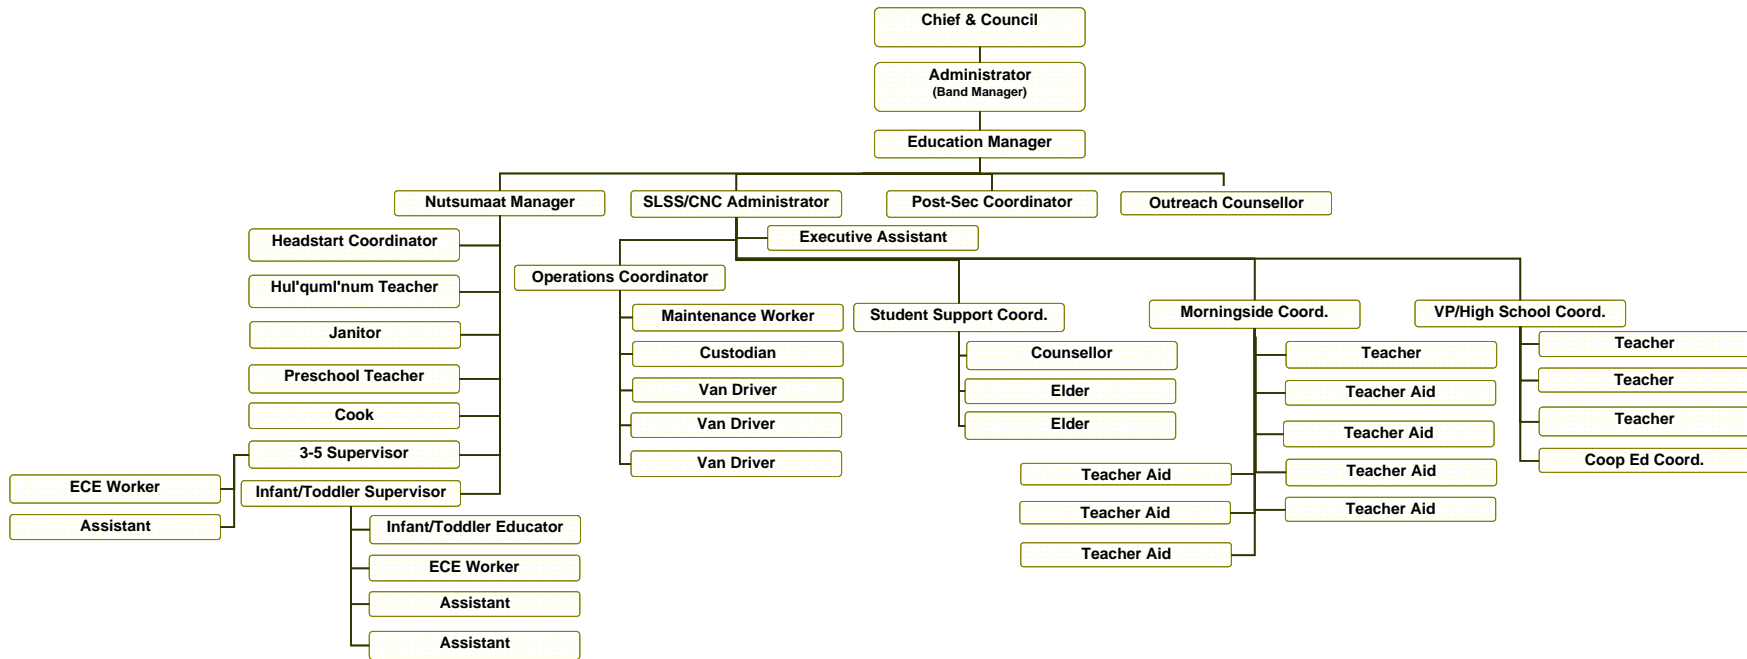 Chief & Council
Administrator
(Band Manager)
Education Manager
Nutsumaat Manager
SLSS/CNC Administrator
Post-Sec Coordinator
Outreach Counsellor
Headstart Coordinator
Hul'quml'num Teacher
Janitor
Preschool Teacher
Cook
3-5 Supervisor
ECE Worker
Assistant
Infant/Toddler Supervisor
Infant/Toddler Educator
ECE Worker
Assistant
Assistant
Executive Assistant
Operations Coordinator
Maintenance Worker
Custodian
Van Driver
Van Driver
Van Driver
Student Support Coord.
Counsellor
Elder
Elder
Morningside Coord.
Teacher
Teacher Aid
Teacher Aid
Teacher Aid
Teacher Aid
Teacher Aid
Teacher Aid
Teacher Aid
VP/High School Coord.
Teacher
Teacher
Teacher
Coop Ed Coord.